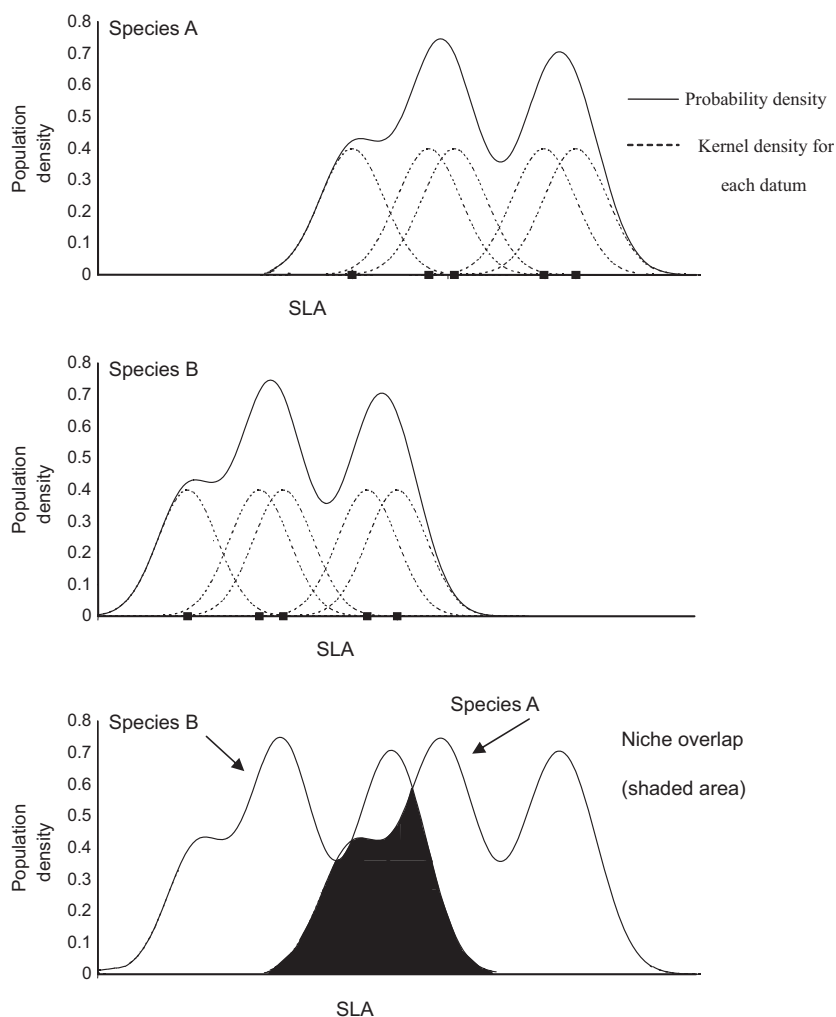 Species A
0.8
0.7
0.6
0.5
0.4
0.3
0.2
0.1
0
Population
density
SLA
Probability density
Kernel density for
each datum
Species B
0.8
0.7
0.6
0.5
0.4
0.3
0.2
0.1
0
Population
density
SLA
Species B
Species A
Niche overlap
(shaded area)
0.8
0.7
0.6
0.5
0.4
0.3
0.2
0.1
0
Population
density
SLA